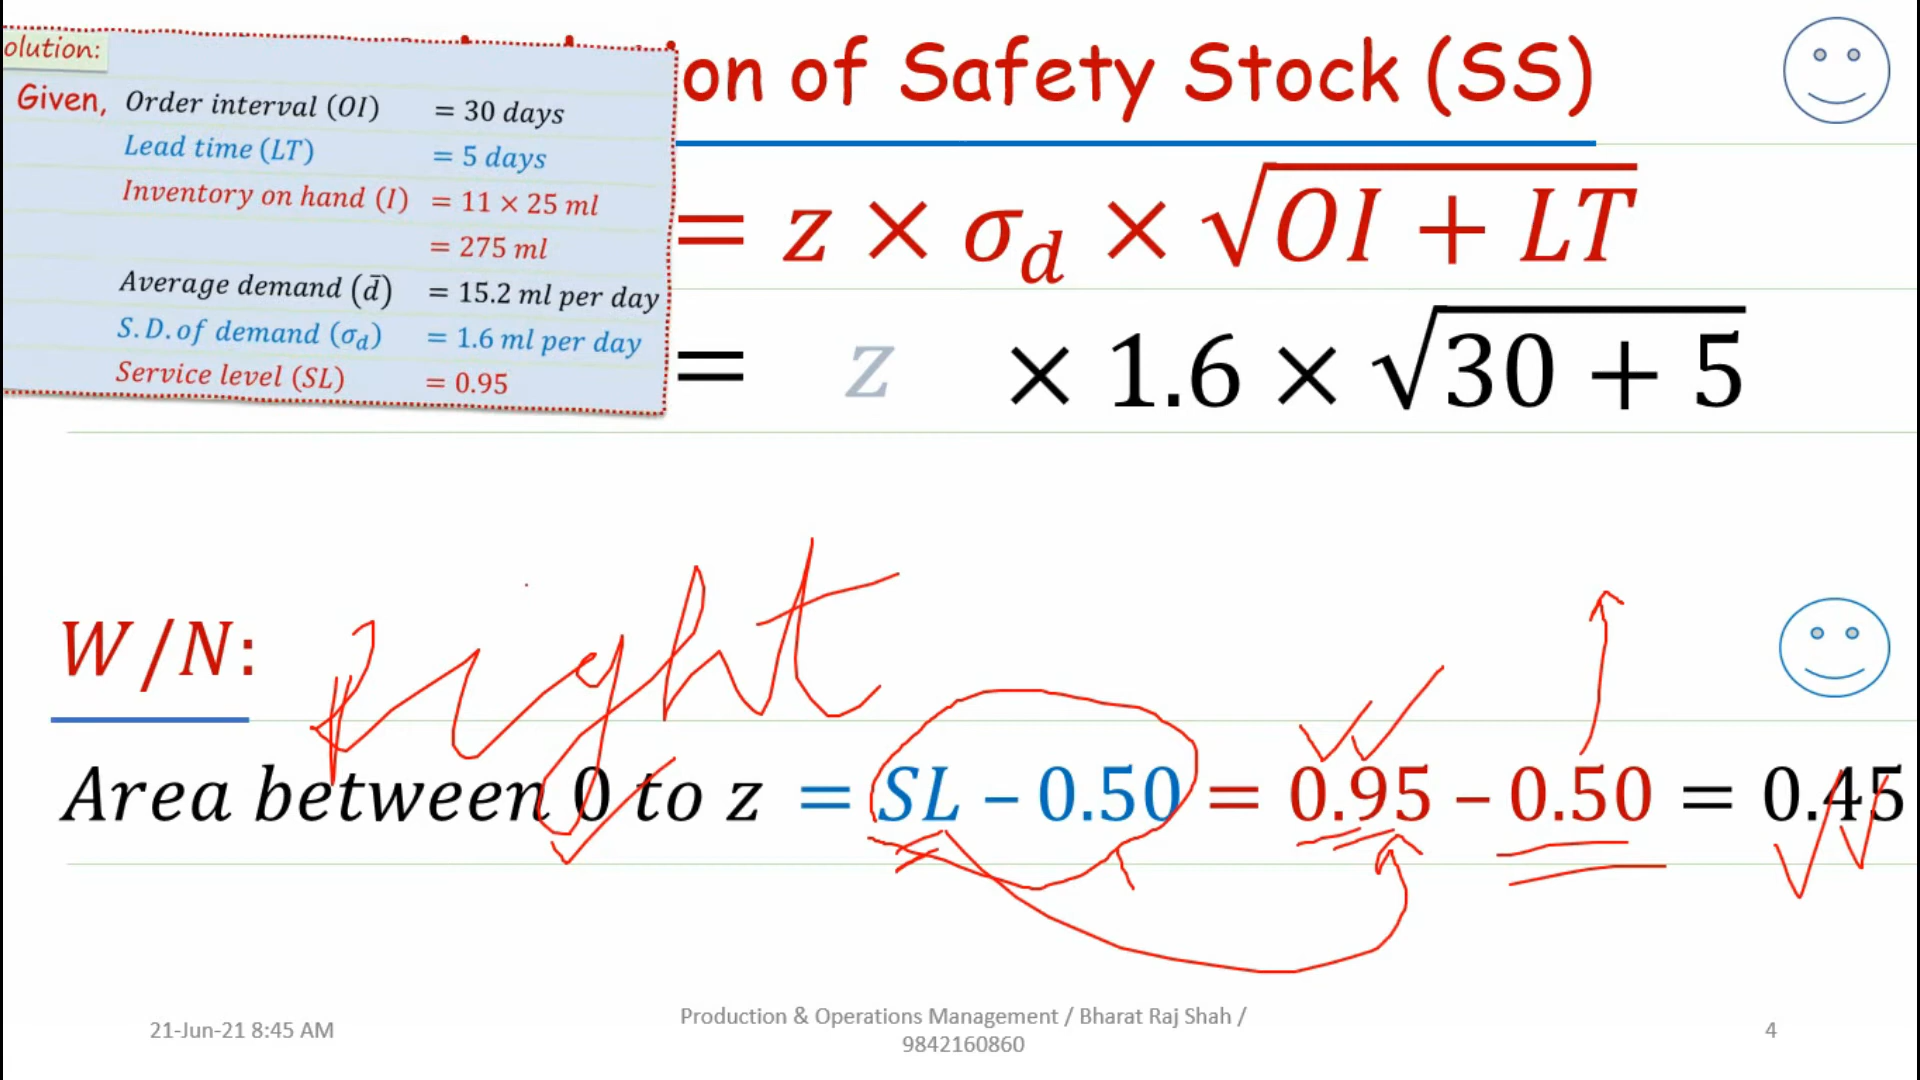 olution:
Given, Order interval (OI) = 30 days
Lead time (LT) = 5 days
Inventory on hand (I) = 11 × 25 ml
= 275 ml
Average demand (d̄) = 15.2 ml per day
S.D. of demand (σd) = 1.6 ml per day
Service level (SL) = 0.95
on of Safety Stock (SS)
= z × σd × √OI + LT
= z × 1.6 × √30 + 5
right
W/N:
Area between 0 to z = SL – 0.50 = 0.95 – 0.50 = 0.45
21-Jun-21 8:45 AM
Production & Operations Management / Bharat Raj Shah /
9842160860
4